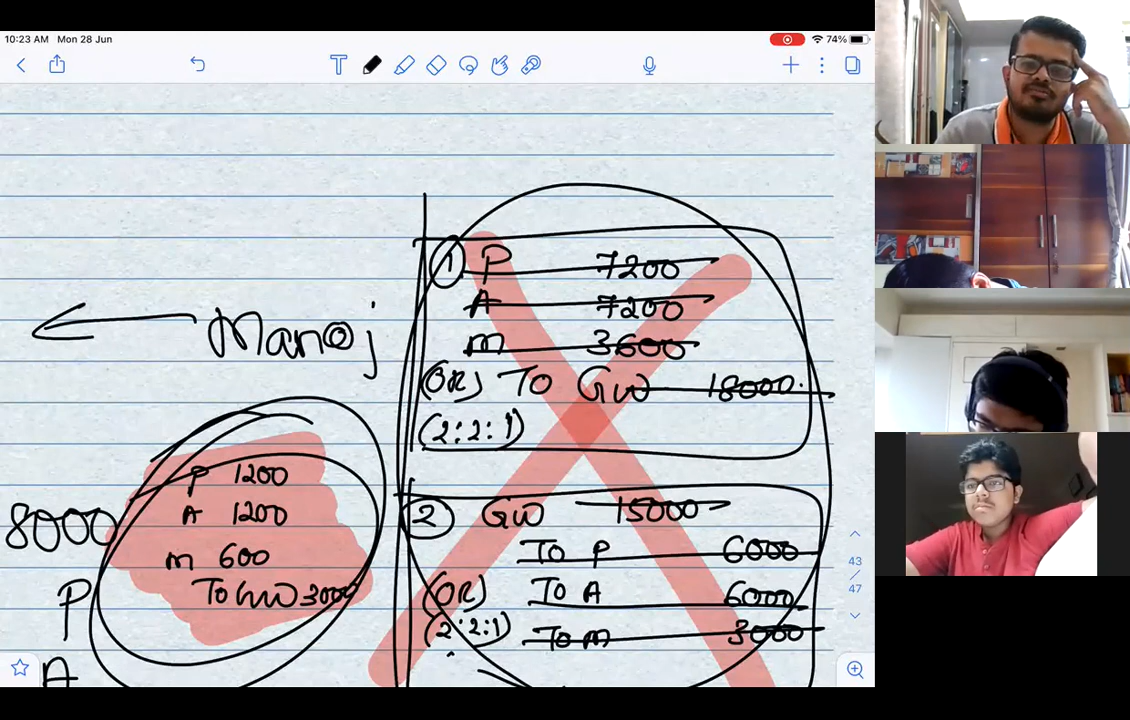 10:23 AM Mon 28 Jun
74%
T
Manoj
8000
P
A
P 1200
A 1200
m 600
To GW 3000
1 P 7200
A 7200
m 3600
(OR) TO GW 18000.
(2:2:1)
2 GW 15000
To P 6000
(OR) To A 6000
(2:2:1) To m 3000
43
/
47